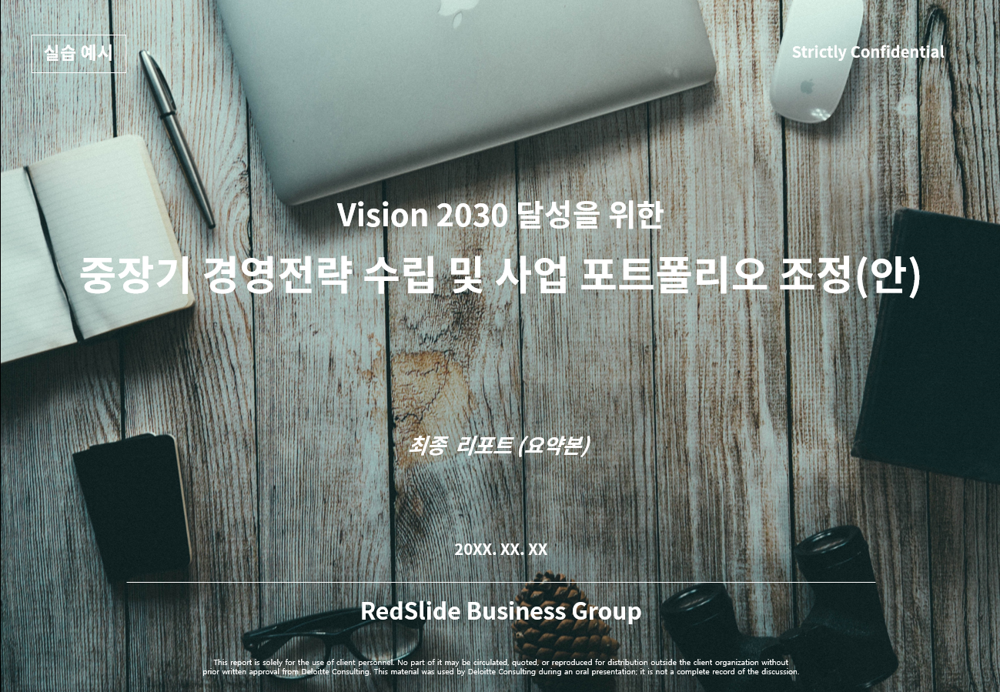 실습 예시
Strictly Confidential
Vision 2030 달성을 위한
중장기 경영전략 수립 및 사업 포트폴리오 조정(안)
최종 리포트 (요약본)
20XX. XX. XX
RedSlide Business Group
This report is solely for the use of client personnel. No part of it may be circulated, quoted, or reproduced for distribution outside the client organization without
prior written approval from Deloitte Consulting. This material was used by Deloitte Consulting during an oral presentation; it is not a complete record of the discussion.